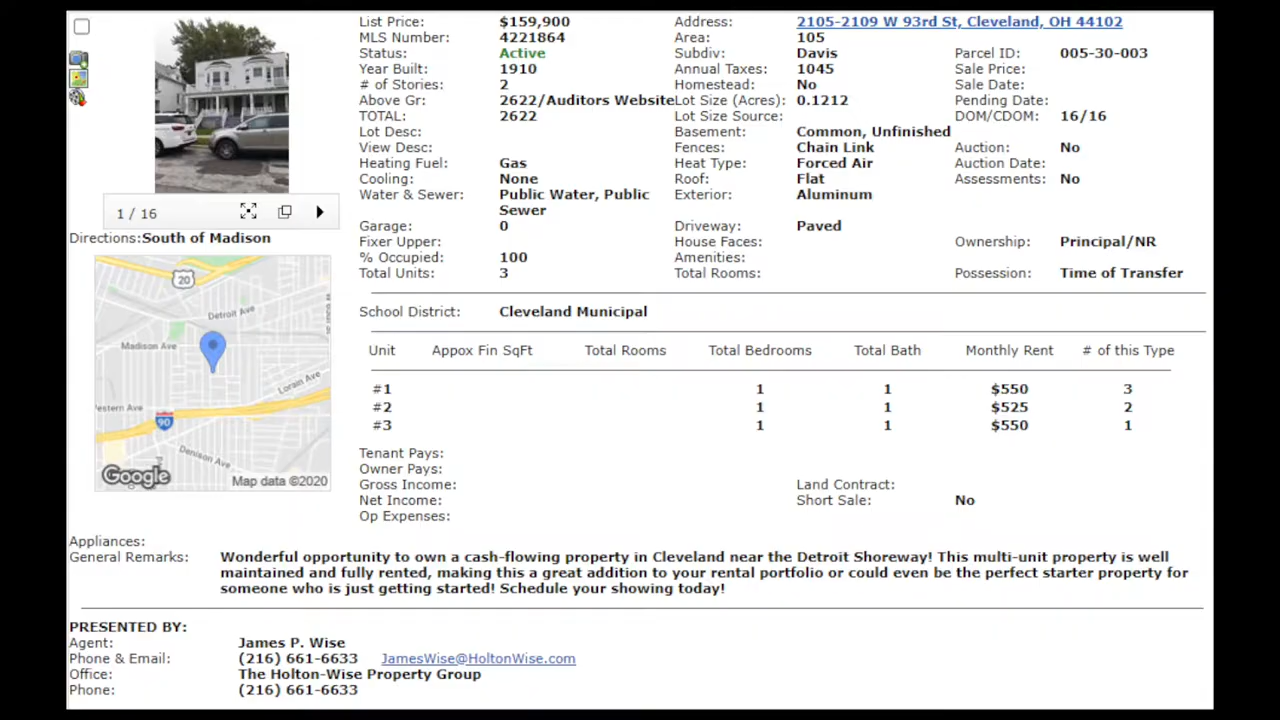 List Price: $159,900 Address: 2105-2109 W 93rd St, Cleveland, OH 44102
MLS Number: 4221864 Area: 105
Status: Active Subdiv: Davis Parcel ID: 005-30-003
Year Built: 1910 Annual Taxes: 1045 Sale Price:
# of Stories: 2 Homestead: No Sale Date:
Above Gr: 2622/Auditors Website Lot Size (Acres): 0.1212 Pending Date:
TOTAL: 2622 Lot Size Source: DOM/CDOM: 16/16
Lot Desc: Basement: Common, Unfinished
View Desc: Fences: Chain Link Auction: No
Heating Fuel: Gas Heat Type: Forced Air Auction Date:
Cooling: None Roof: Flat Assessments: No
Water & Sewer: Public Water, Public Exterior: Aluminum
Sewer
1 / 16
Garage: 0 Driveway: Paved
Directions:South of Madison
Fixer Upper: House Faces: Ownership: Principal/NR
% Occupied: 100 Amenities:
Total Units: 3 Total Rooms: Possession: Time of Transfer
20
Detroit Ave
Madison Ave
Lorain Ave
estern Ave
90
Denison Ave
Google Map data ©2020
School District: Cleveland Municipal
Unit Appox Fin SqFt Total Rooms Total Bedrooms Total Bath Monthly Rent # of this Type
#1 1 1 $550 3
#2 1 1 $525 2
#3 1 1 $550 1
Tenant Pays:
Owner Pays:
Gross Income: Land Contract:
Net Income: Short Sale: No
Op Expenses:
Appliances:
General Remarks: Wonderful opportunity to own a cash-flowing property in Cleveland near the Detroit Shoreway! This multi-unit property is well
maintained and fully rented, making this a great addition to your rental portfolio or could even be the perfect starter property for
someone who is just getting started! Schedule your showing today!
PRESENTED BY:
Agent: James P. Wise
Phone & Email: (216) 661-6633 JamesWise@HoltonWise.com
Office: The Holton-Wise Property Group
Phone: (216) 661-6633